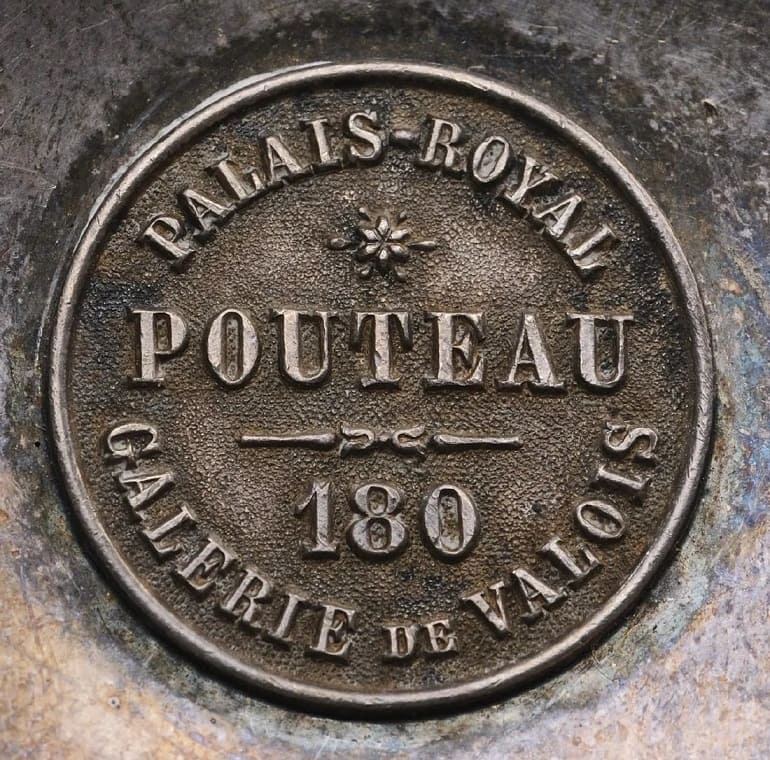 PALAIS-ROYAL
POUTEAU
180
GALERIE DE VALOIS